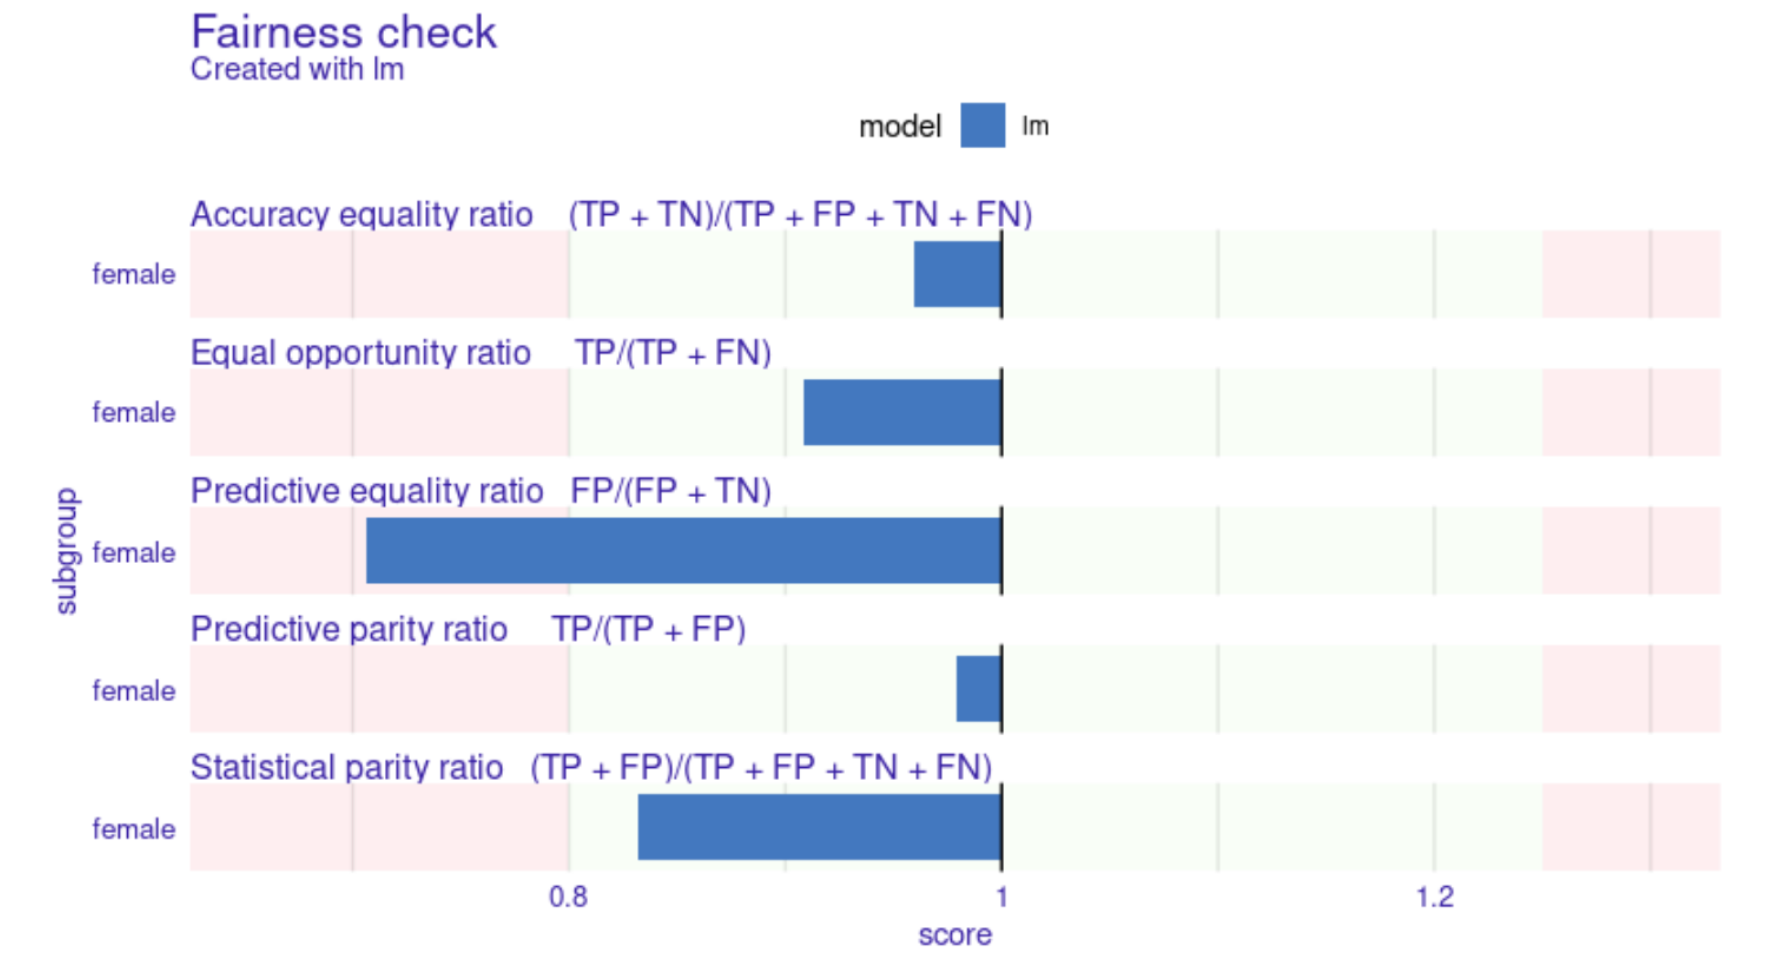 Fairness check
Created with lm
model lm
Accuracy equality ratio (TP + TN)/(TP + FP + TN + FN)
female
Equal opportunity ratio TP/(TP + FN)
female
Predictive equality ratio FP/(FP + TN)
female
Predictive parity ratio TP/(TP + FP)
female
Statistical parity ratio (TP + FP)/(TP + FP + TN + FN)
female
subgroup
0.8 1 1.2
score